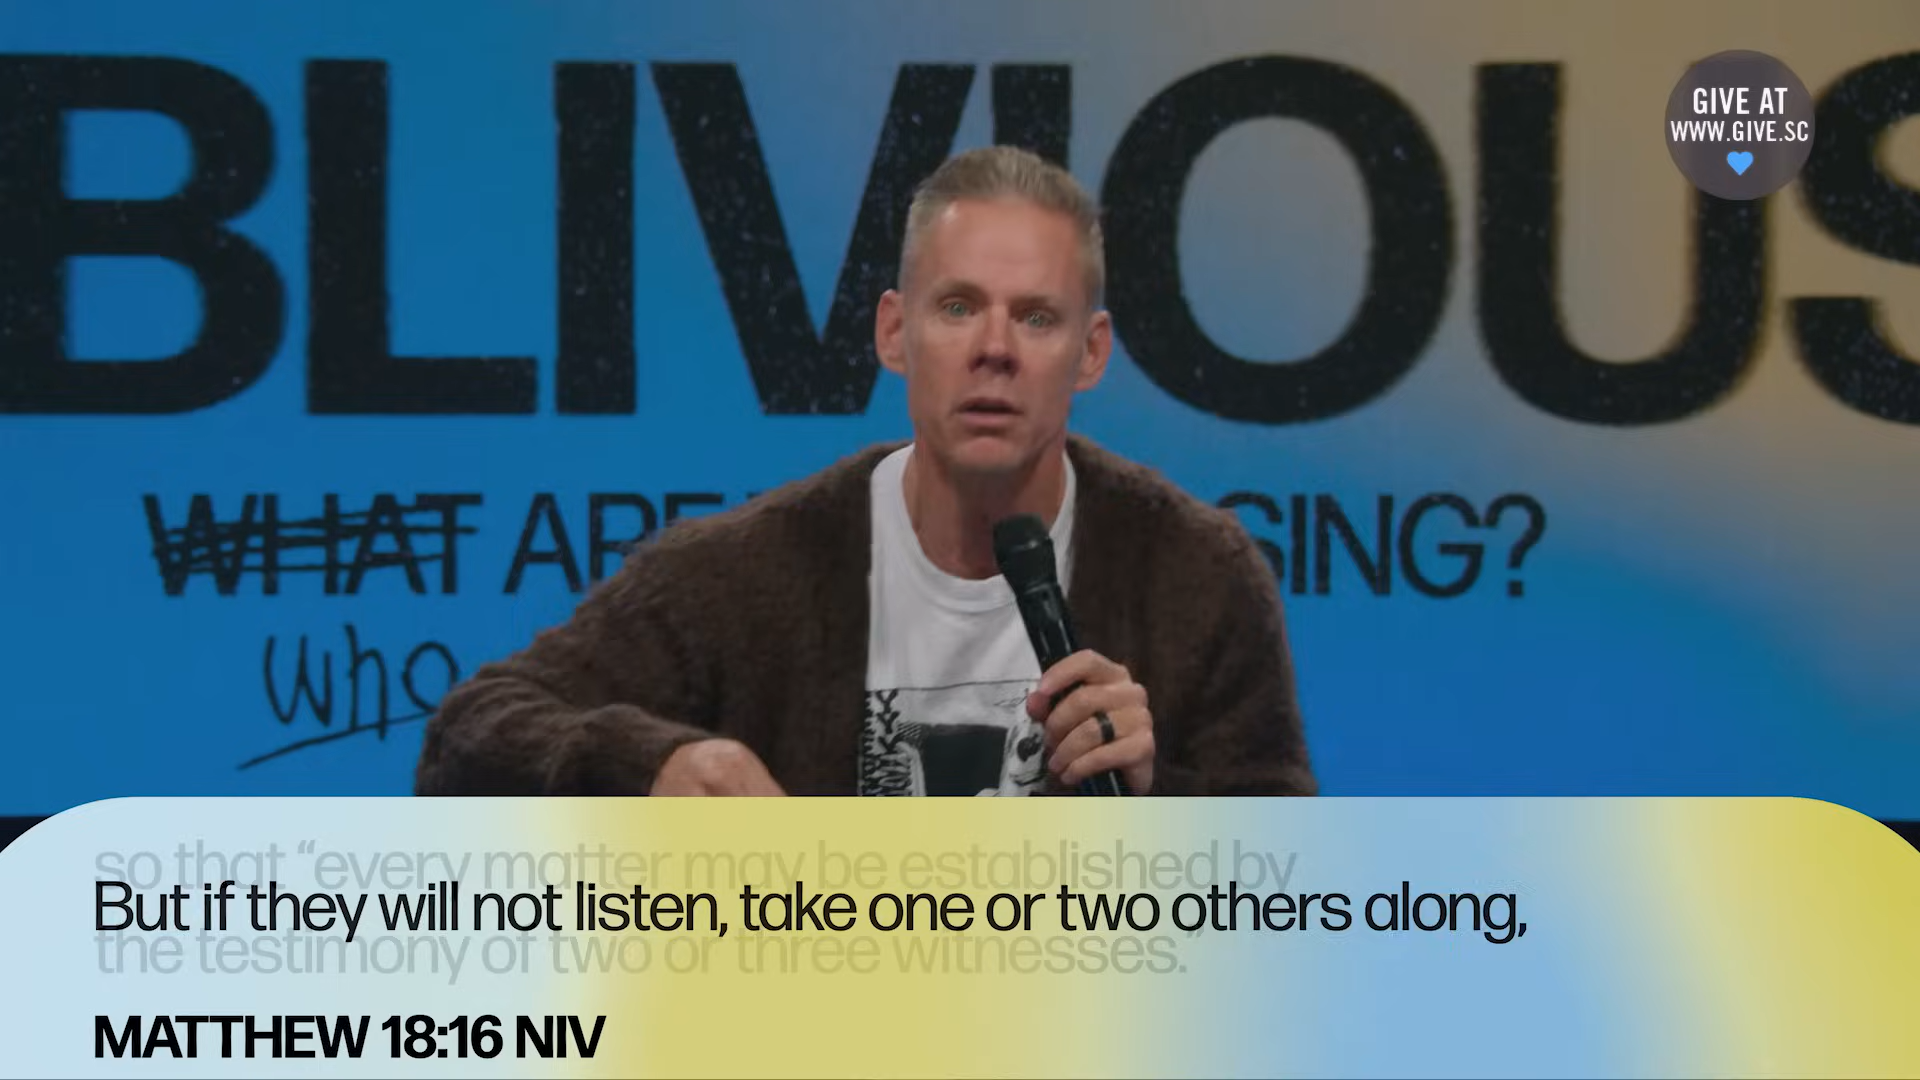 BLIVIOUS
GIVE AT
WWW.GIVE.SC
WHAT ARE SING?
who
so that “every matter may be established by
But if they will not listen, take one or two others along,
the testimony of two or three witnesses.”
MATTHEW 18:16 NIV